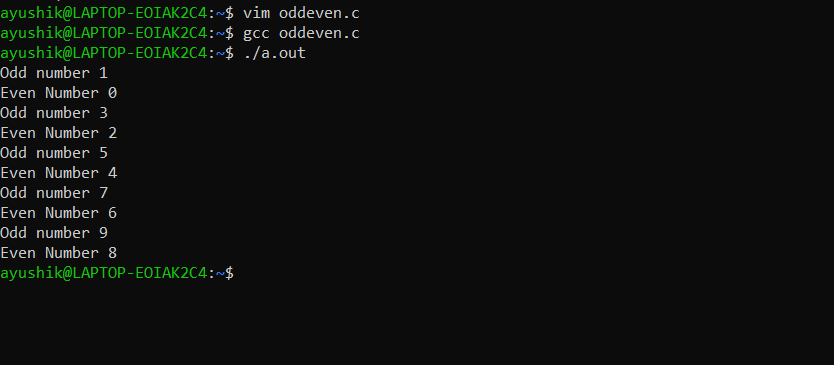 ayushik@LAPTOP-EOIAK2C4:~$ vim oddeven.c
ayushik@LAPTOP-EOIAK2C4:~$ gcc oddeven.c
ayushik@LAPTOP-EOIAK2C4:~$ ./a.out
Odd number 1
Even Number 0
Odd number 3
Even Number 2
Odd number 5
Even Number 4
Odd number 7
Even Number 6
Odd number 9
Even Number 8
ayushik@LAPTOP-EOIAK2C4:~$